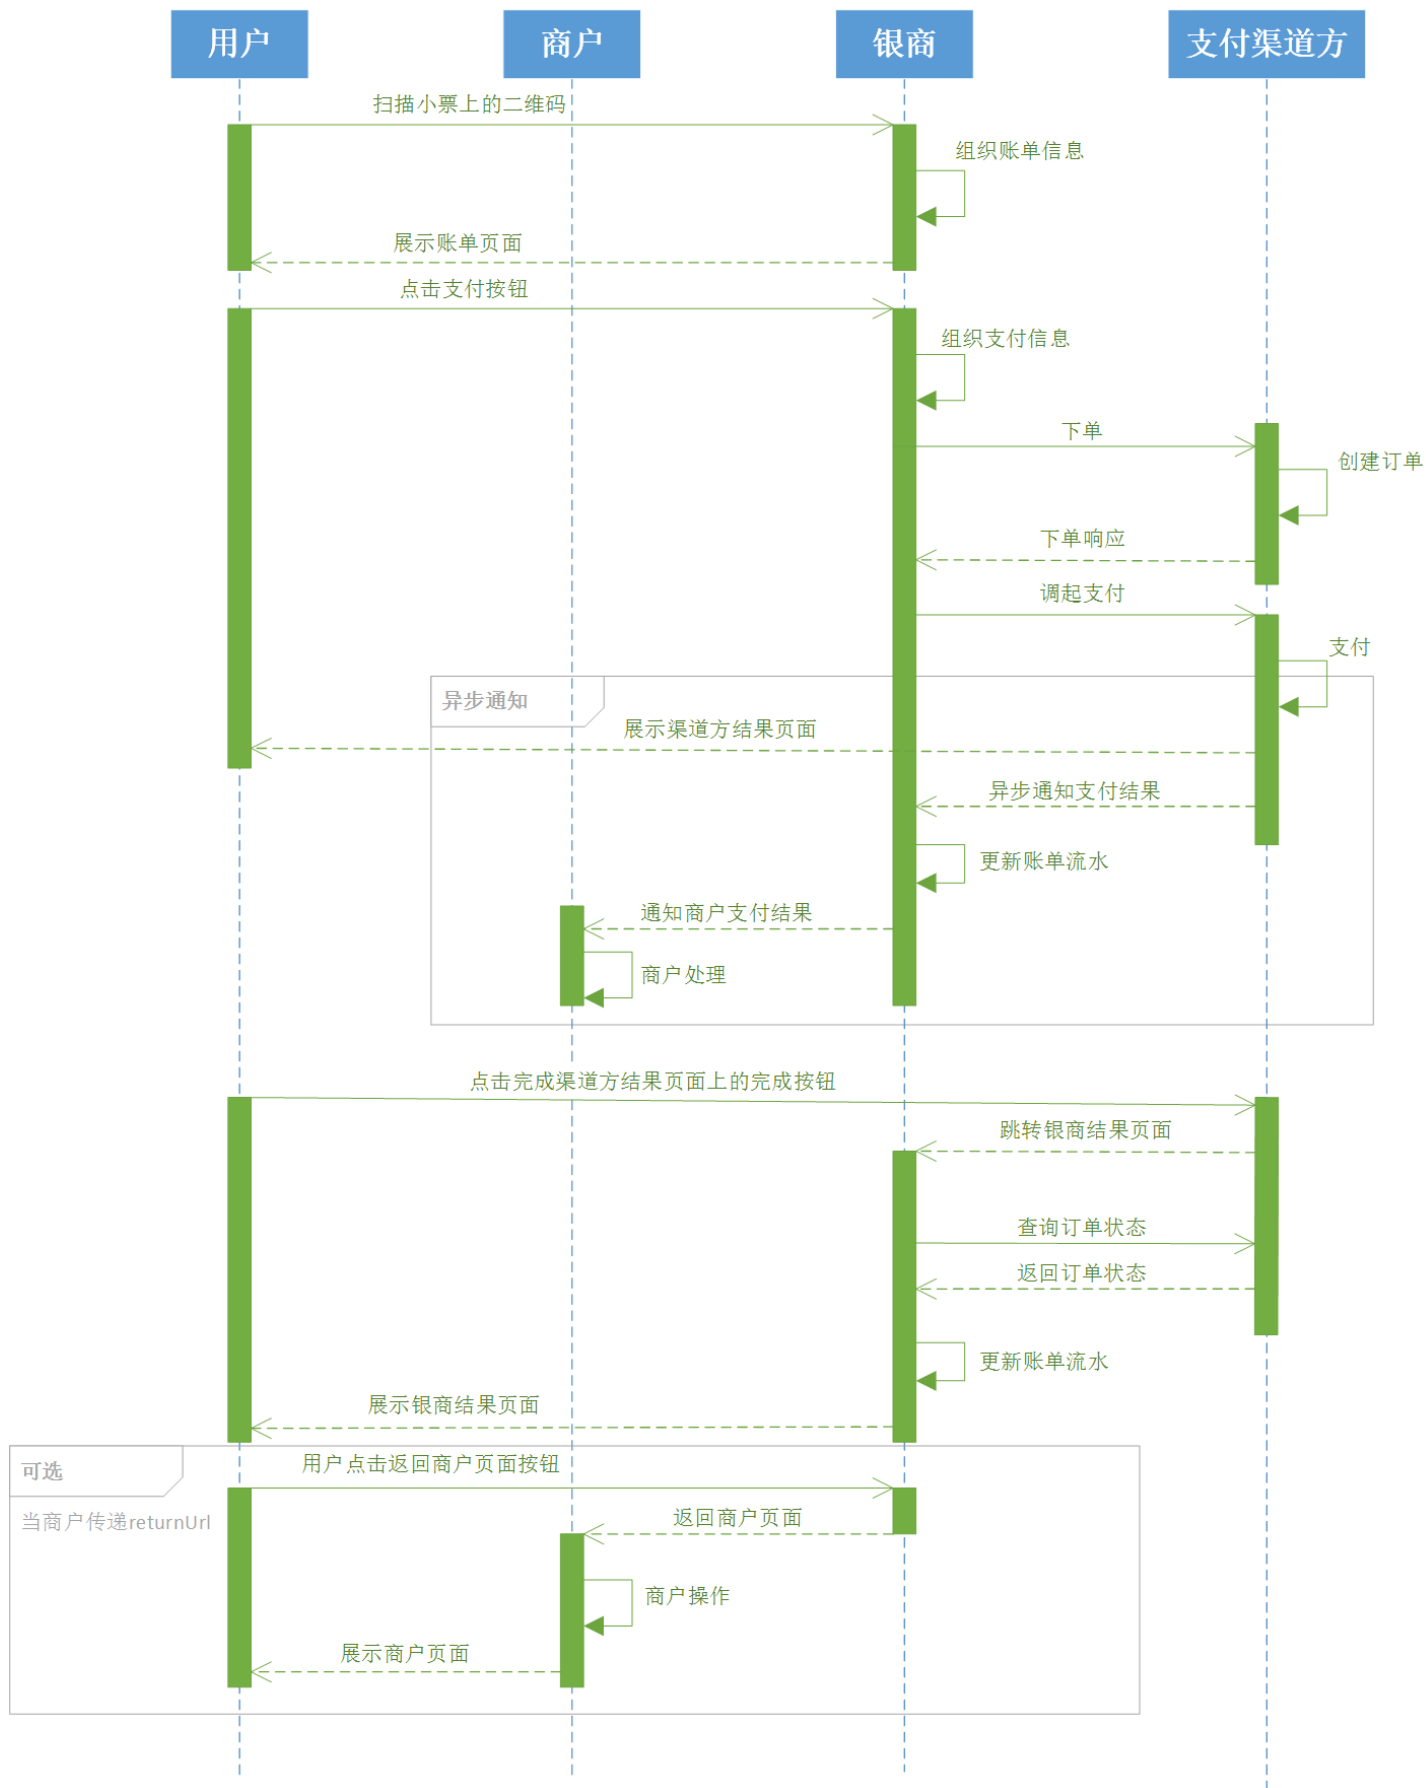 用户
商户
银商
支付渠道方
扫描小票上的二维码
组织账单信息
展示账单页面
点击支付按钮
组织支付信息
下单
创建订单
下单响应
调起支付
支付
异步通知
展示渠道方结果页面
异步通知支付结果
更新账单流水
通知商户支付结果
商户处理
点击完成渠道方结果页面上的完成按钮
跳转银商结果页面
查询订单状态
返回订单状态
更新账单流水
展示银商结果页面
用户点击返回商户页面按钮
可选
返回商户页面
当商户传递returnUrl
商户操作
展示商户页面